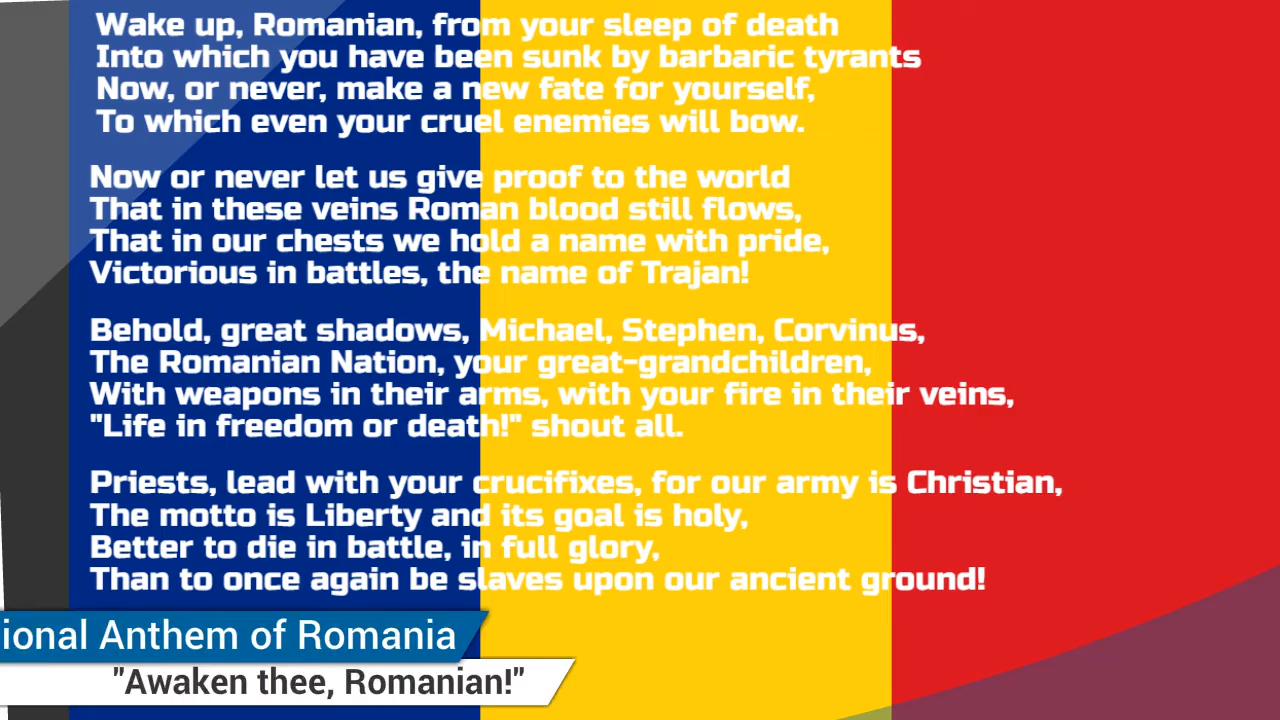 Wake up, Romanian, from your sleep of death
Into which you have been sunk by barbaric tyrants
Now, or never, make a new fate for yourself,
To which even your cruel enemies will bow.
Now or never let us give proof to the world
That in these veins Roman blood still flows,
That in our chests we hold a name with pride,
Victorious in battles, the name of Trajan!
Behold, great shadows, Michael, Stephen, Corvinus,
The Romanian Nation, your great-grandchildren,
With weapons in their arms, with your fire in their veins,
"Life in freedom or death!" shout all.
Priests, lead with your crucifixes, for our army is Christian,
The motto is Liberty and its goal is holy,
Better to die in battle, in full glory,
Than to once again be slaves upon our ancient ground!
ional Anthem of Romania
"Awaken thee, Romanian!"